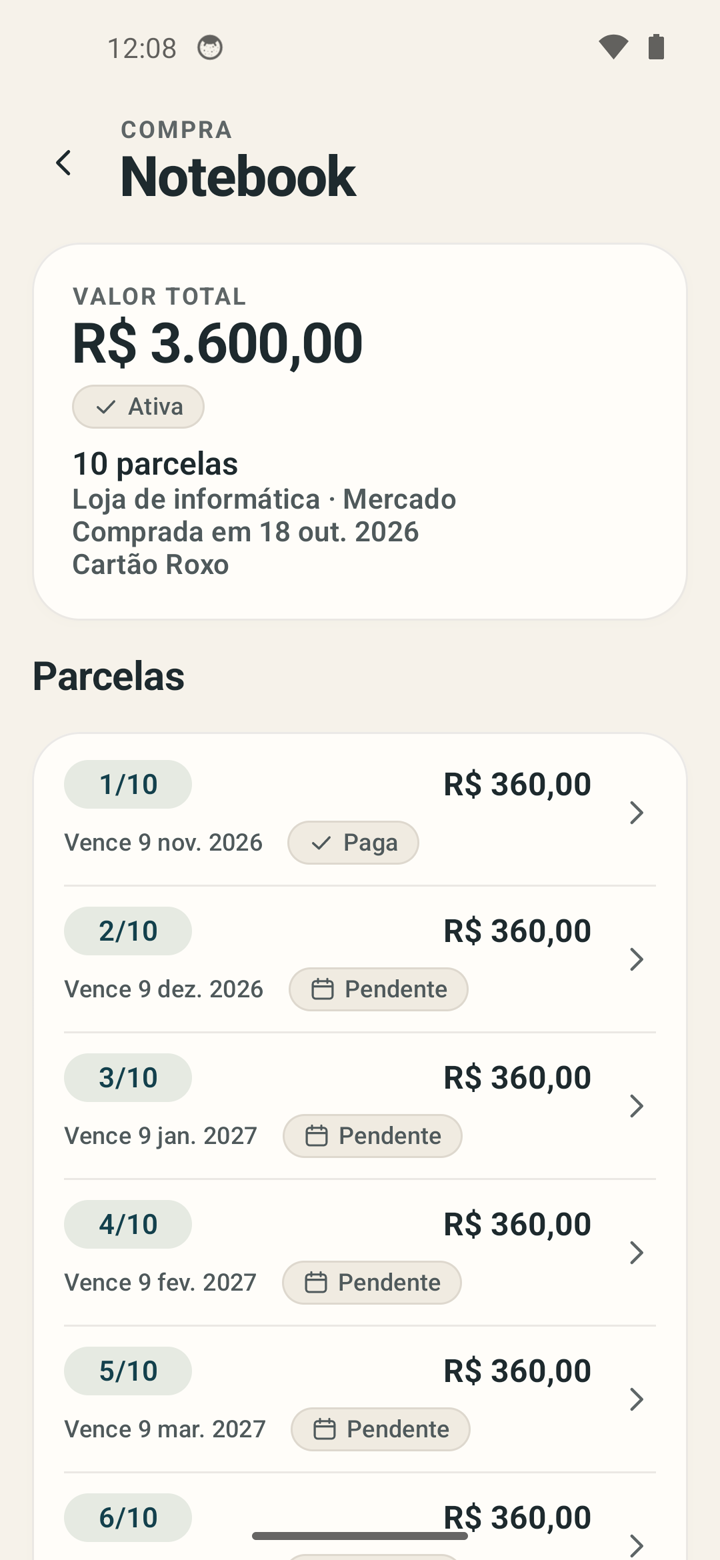 12:08
COMPRA
Notebook
VALOR TOTAL
R$ 3.600,00
Ativa
10 parcelas
Loja de informática · Mercado
Comprada em 18 out. 2026
Cartão Roxo
Parcelas
1/10 R$ 360,00
Vence 9 nov. 2026 Paga
2/10 R$ 360,00
Vence 9 dez. 2026 Pendente
3/10 R$ 360,00
Vence 9 jan. 2027 Pendente
4/10 R$ 360,00
Vence 9 fev. 2027 Pendente
5/10 R$ 360,00
Vence 9 mar. 2027 Pendente
6/10 R$ 360,00